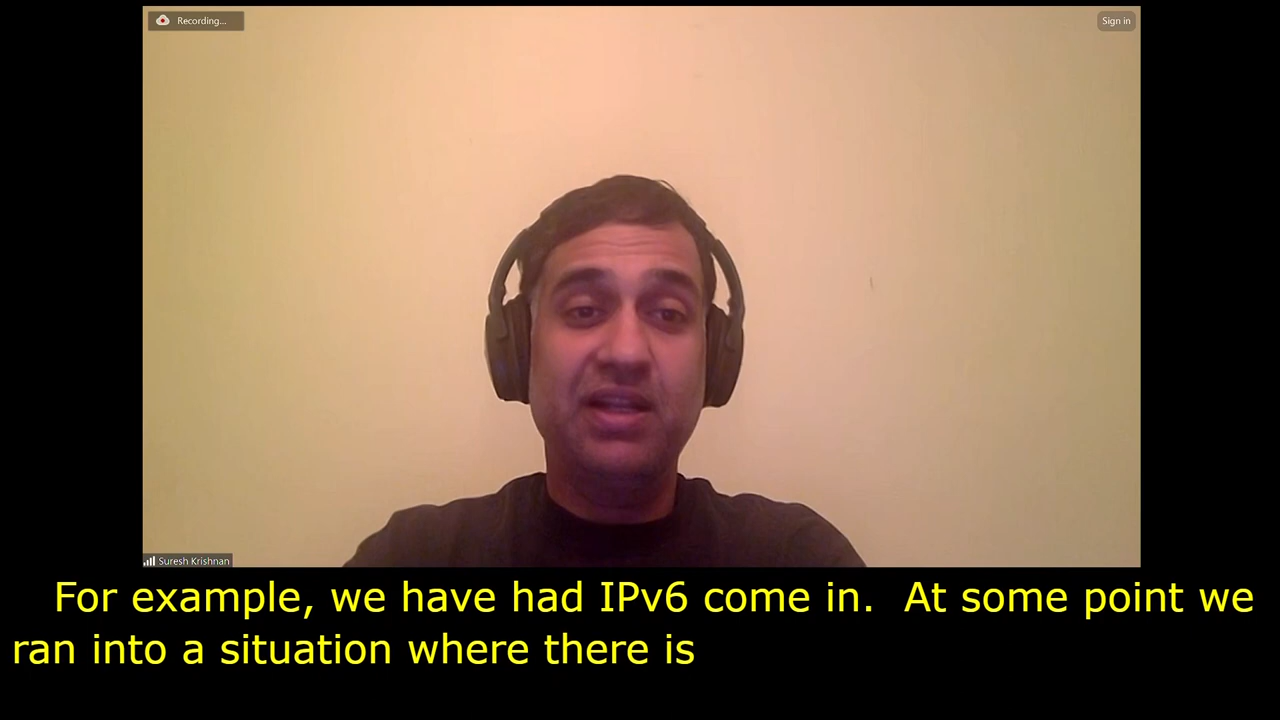 Recording...
Sign in
Suresh Krishnan
For example, we have had IPv6 come in.  At some point we
ran into a situation where there is